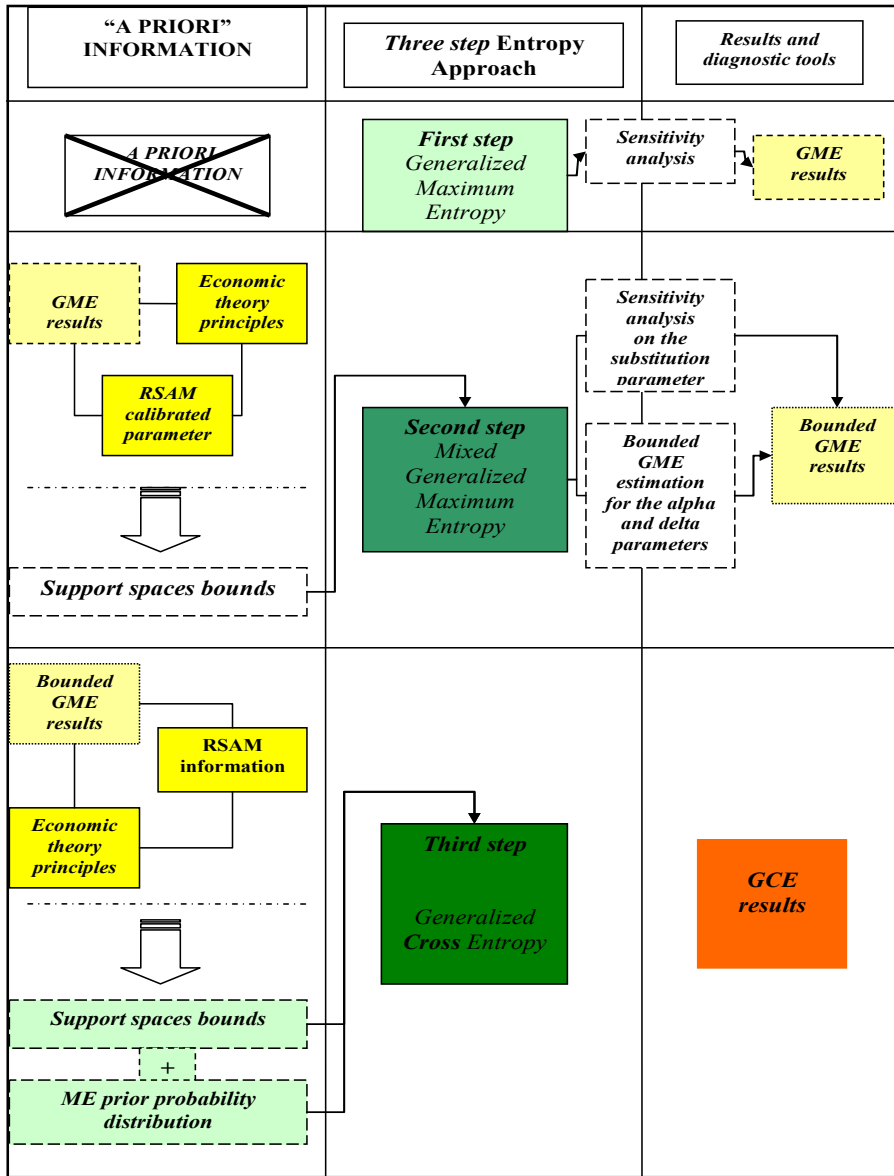 “A PRIORI”
INFORMATION
Three step Entropy
Approach
Results and
diagnostic tools
A PRIORI
INFORMATION
First step
Generalized
Maximum
Entropy
Sensitivity
analysis
GME
results
GME
results
Economic
theory
principles
RSAM
calibrated
parameter
Support spaces bounds
Second step
Mixed
Generalized
Maximum
Entropy
Sensitivity
analysis
on the
substitution
parameter
Bounded
GME
estimation
for the alpha
and delta
parameters
Bounded
GME
results
Bounded
GME
results
RSAM
information
Economic
theory
principles
Support spaces bounds
+
ME prior probability
distribution
Third step
Generalized
Cross Entropy
GCE
results